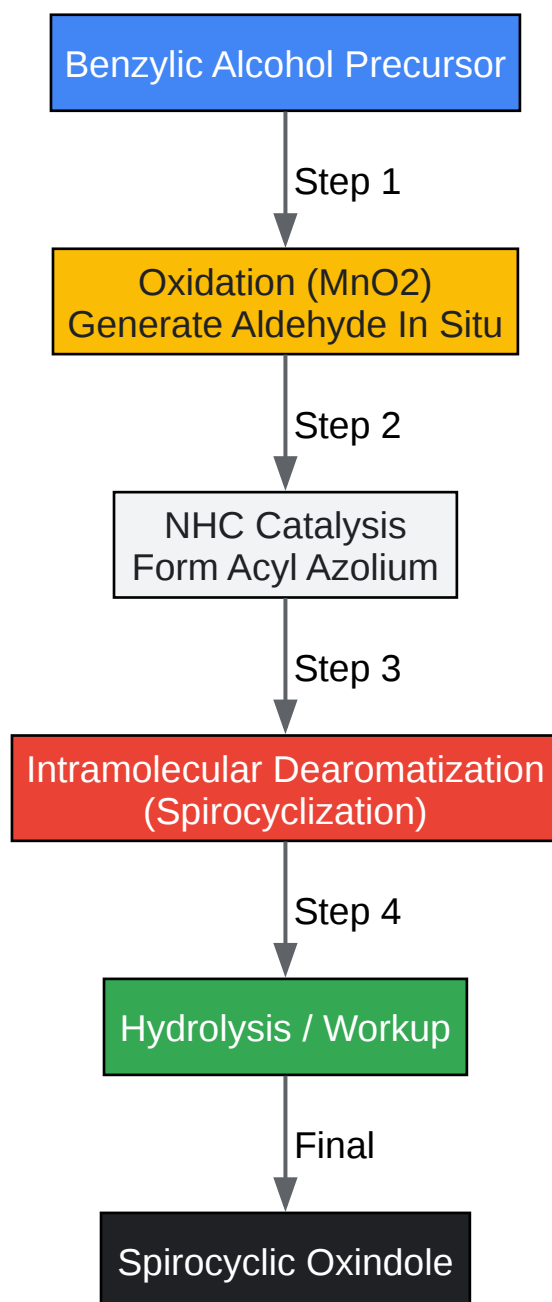 Benzylic Alcohol Precursor
Step 1
Oxidation (MnO2)
Generate Aldehyde In Situ
Step 2
NHC Catalysis
Form Acyl Azolium
Step 3
Intramolecular Dearomatization
(Spirocyclization)
Step 4
Hydrolysis / Workup
Final
Spirocyclic Oxindole